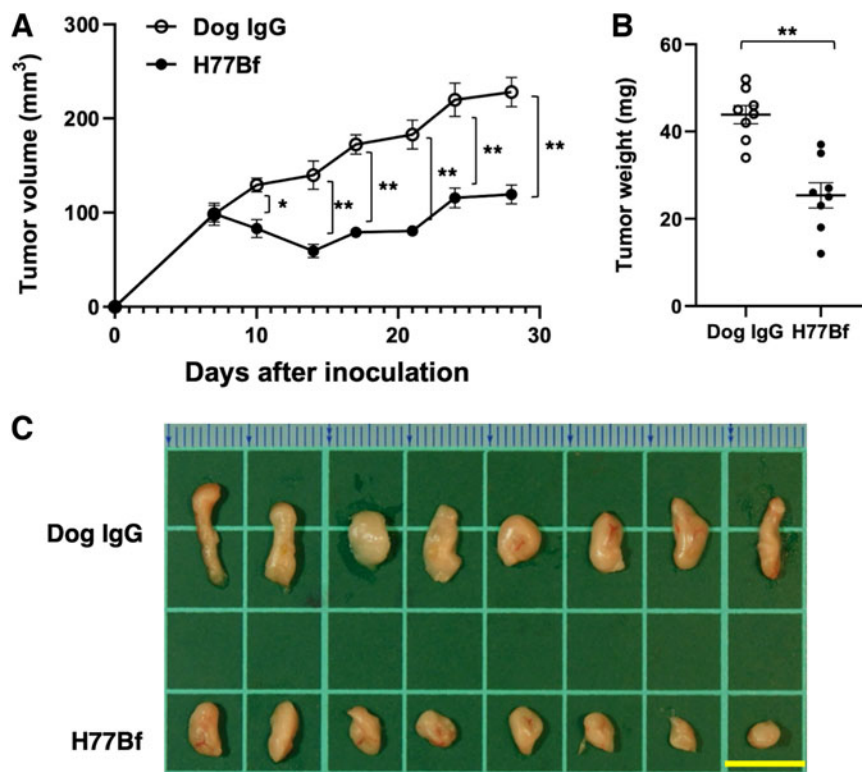 A
Tumor volume (mm³)
300
200
100
0
Dog IgG
H77Bf
*
**
**
**
**
**
0
10
20
30
Days after inoculation
B
Tumor weight (mg)
60
40
20
0
**
Dog IgG
H77Bf
C
Dog IgG
H77Bf